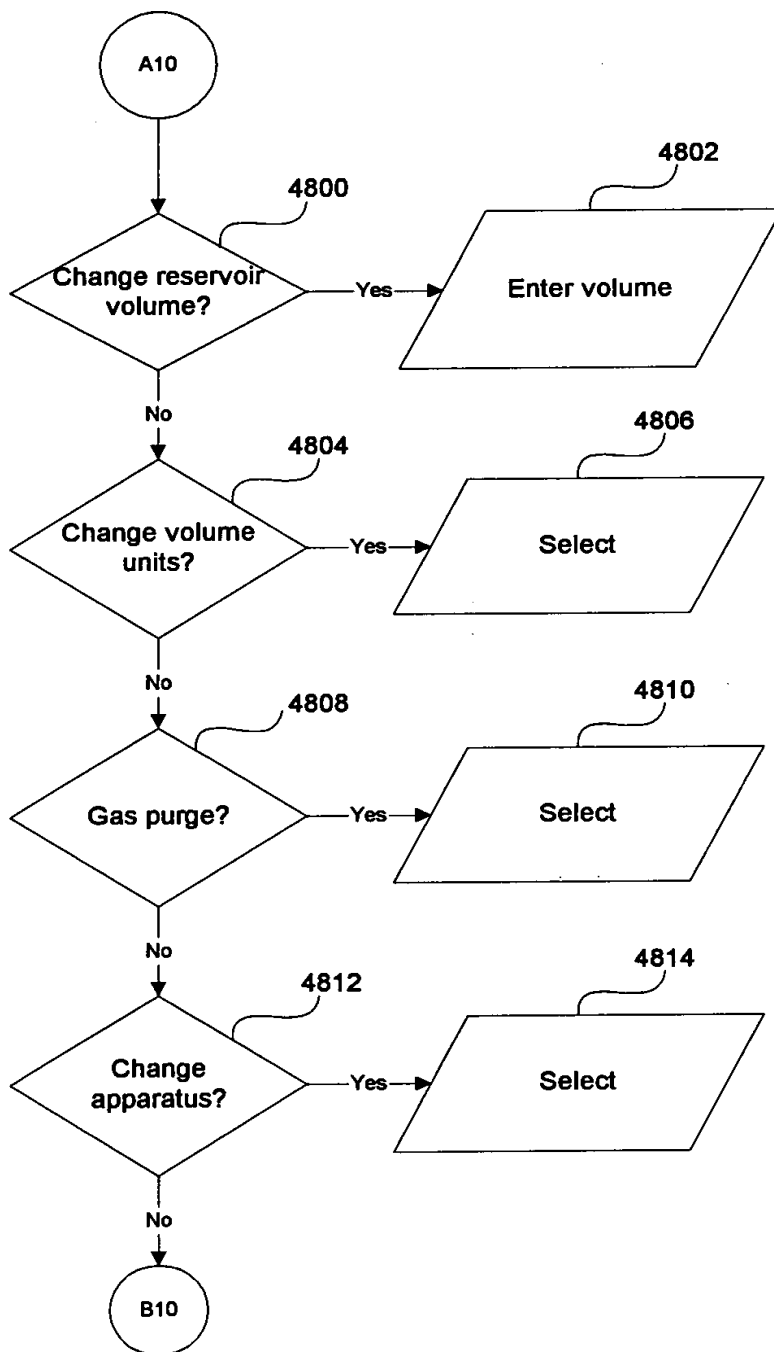 A10
4800
Change reservoir
volume?
Yes
4802
Enter volume
No
4804
Change volume
units?
Yes
4806
Select
No
4808
Gas purge?
Yes
4810
Select
No
4812
Change
apparatus?
Yes
4814
Select
No
B10